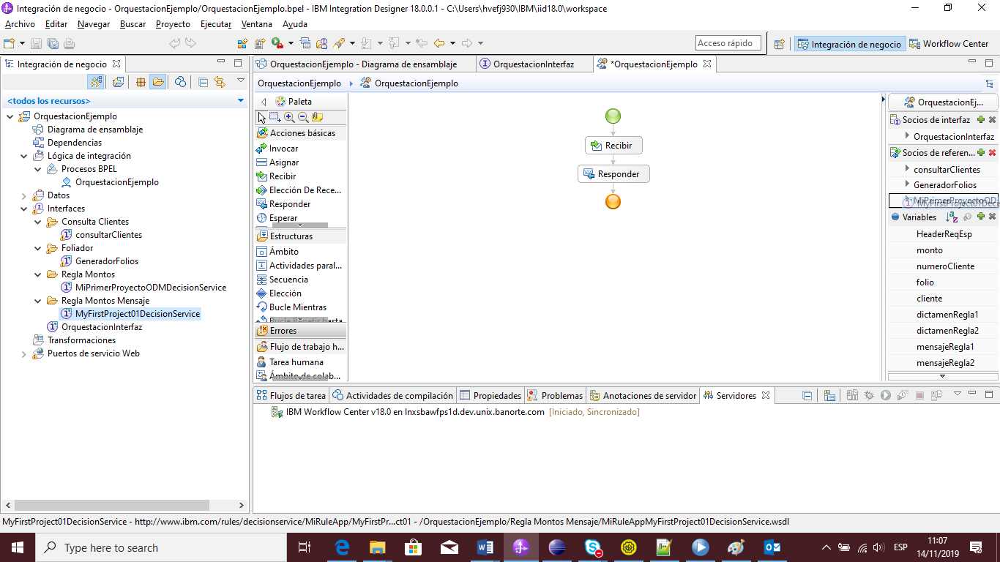 Integración de negocio - OrquestacionEjemplo/OrquestacionEjemplo.bpel - IBM Integration Designer 18.0.0.1 - C:\Users\hvefj930\IBM\iid18.0\workspace
Archivo Editar Navegar Buscar Proyecto Ejecutar Ventana Ayuda
Acceso rápido Integración de negocio Workflow Center
Integración de negocio
<todos los recursos>
OrquestacionEjemplo
Diagrama de ensamblaje
Dependencias
Lógica de integración
Procesos BPEL
OrquestacionEjemplo
Datos
Interfaces
Consulta Clientes
consultarClientes
Foliador
GeneradorFolios
Regla Montos
MiPrimerProyectoODMDecisionService
Regla Montos Mensaje
MyFirstProject01DecisionService
OrquestacionInterfaz
Transformaciones
Puertos de servicio Web
OrquestacionEjemplo - Diagrama de ensamblaje OrquestacionInterfaz *OrquestacionEjemplo
OrquestacionEjemplo OrquestacionEjemplo
Paleta
Acciones básicas
Invocar
Asignar
Recibir
Elección De Rece...
Responder
Esperar
Estructuras
Ámbito
Actividades paral...
Secuencia
Elección
Bucle Mientras
Bucle Repetir hasta
Errores
Flujo de trabajo h...
Tarea humana
Ámbito de colab...
Recibir
Responder
OrquestacionEj...
Socios de interfaz
OrquestacionInterfaz
Socios de referen...
consultarClientes
GeneradorFolios
MiPrimerProyectoOD
MyFirstProject01Decis
Variables
HeaderReqEsp
monto
numeroCliente
folio
cliente
dictamenRegla1
dictamenRegla2
mensajeRegla1
mensajeRegla2
Flujos de tarea Actividades de compilación Propiedades Problemas Anotaciones de servidor Servidores
IBM Workflow Center v18.0 en lnxsbawfps1d.dev.unix.banorte.com [Iniciado, Sincronizado]
MyFirstProject01DecisionService - http://www.ibm.com/rules/decisionservice/MiRuleApp/MyFirstPr...ct01 - /OrquestacionEjemplo/Regla Montos Mensaje/MiRuleAppMyFirstProject01DecisionService.wsdl
Type here to search
ESP
11:07
14/11/2019